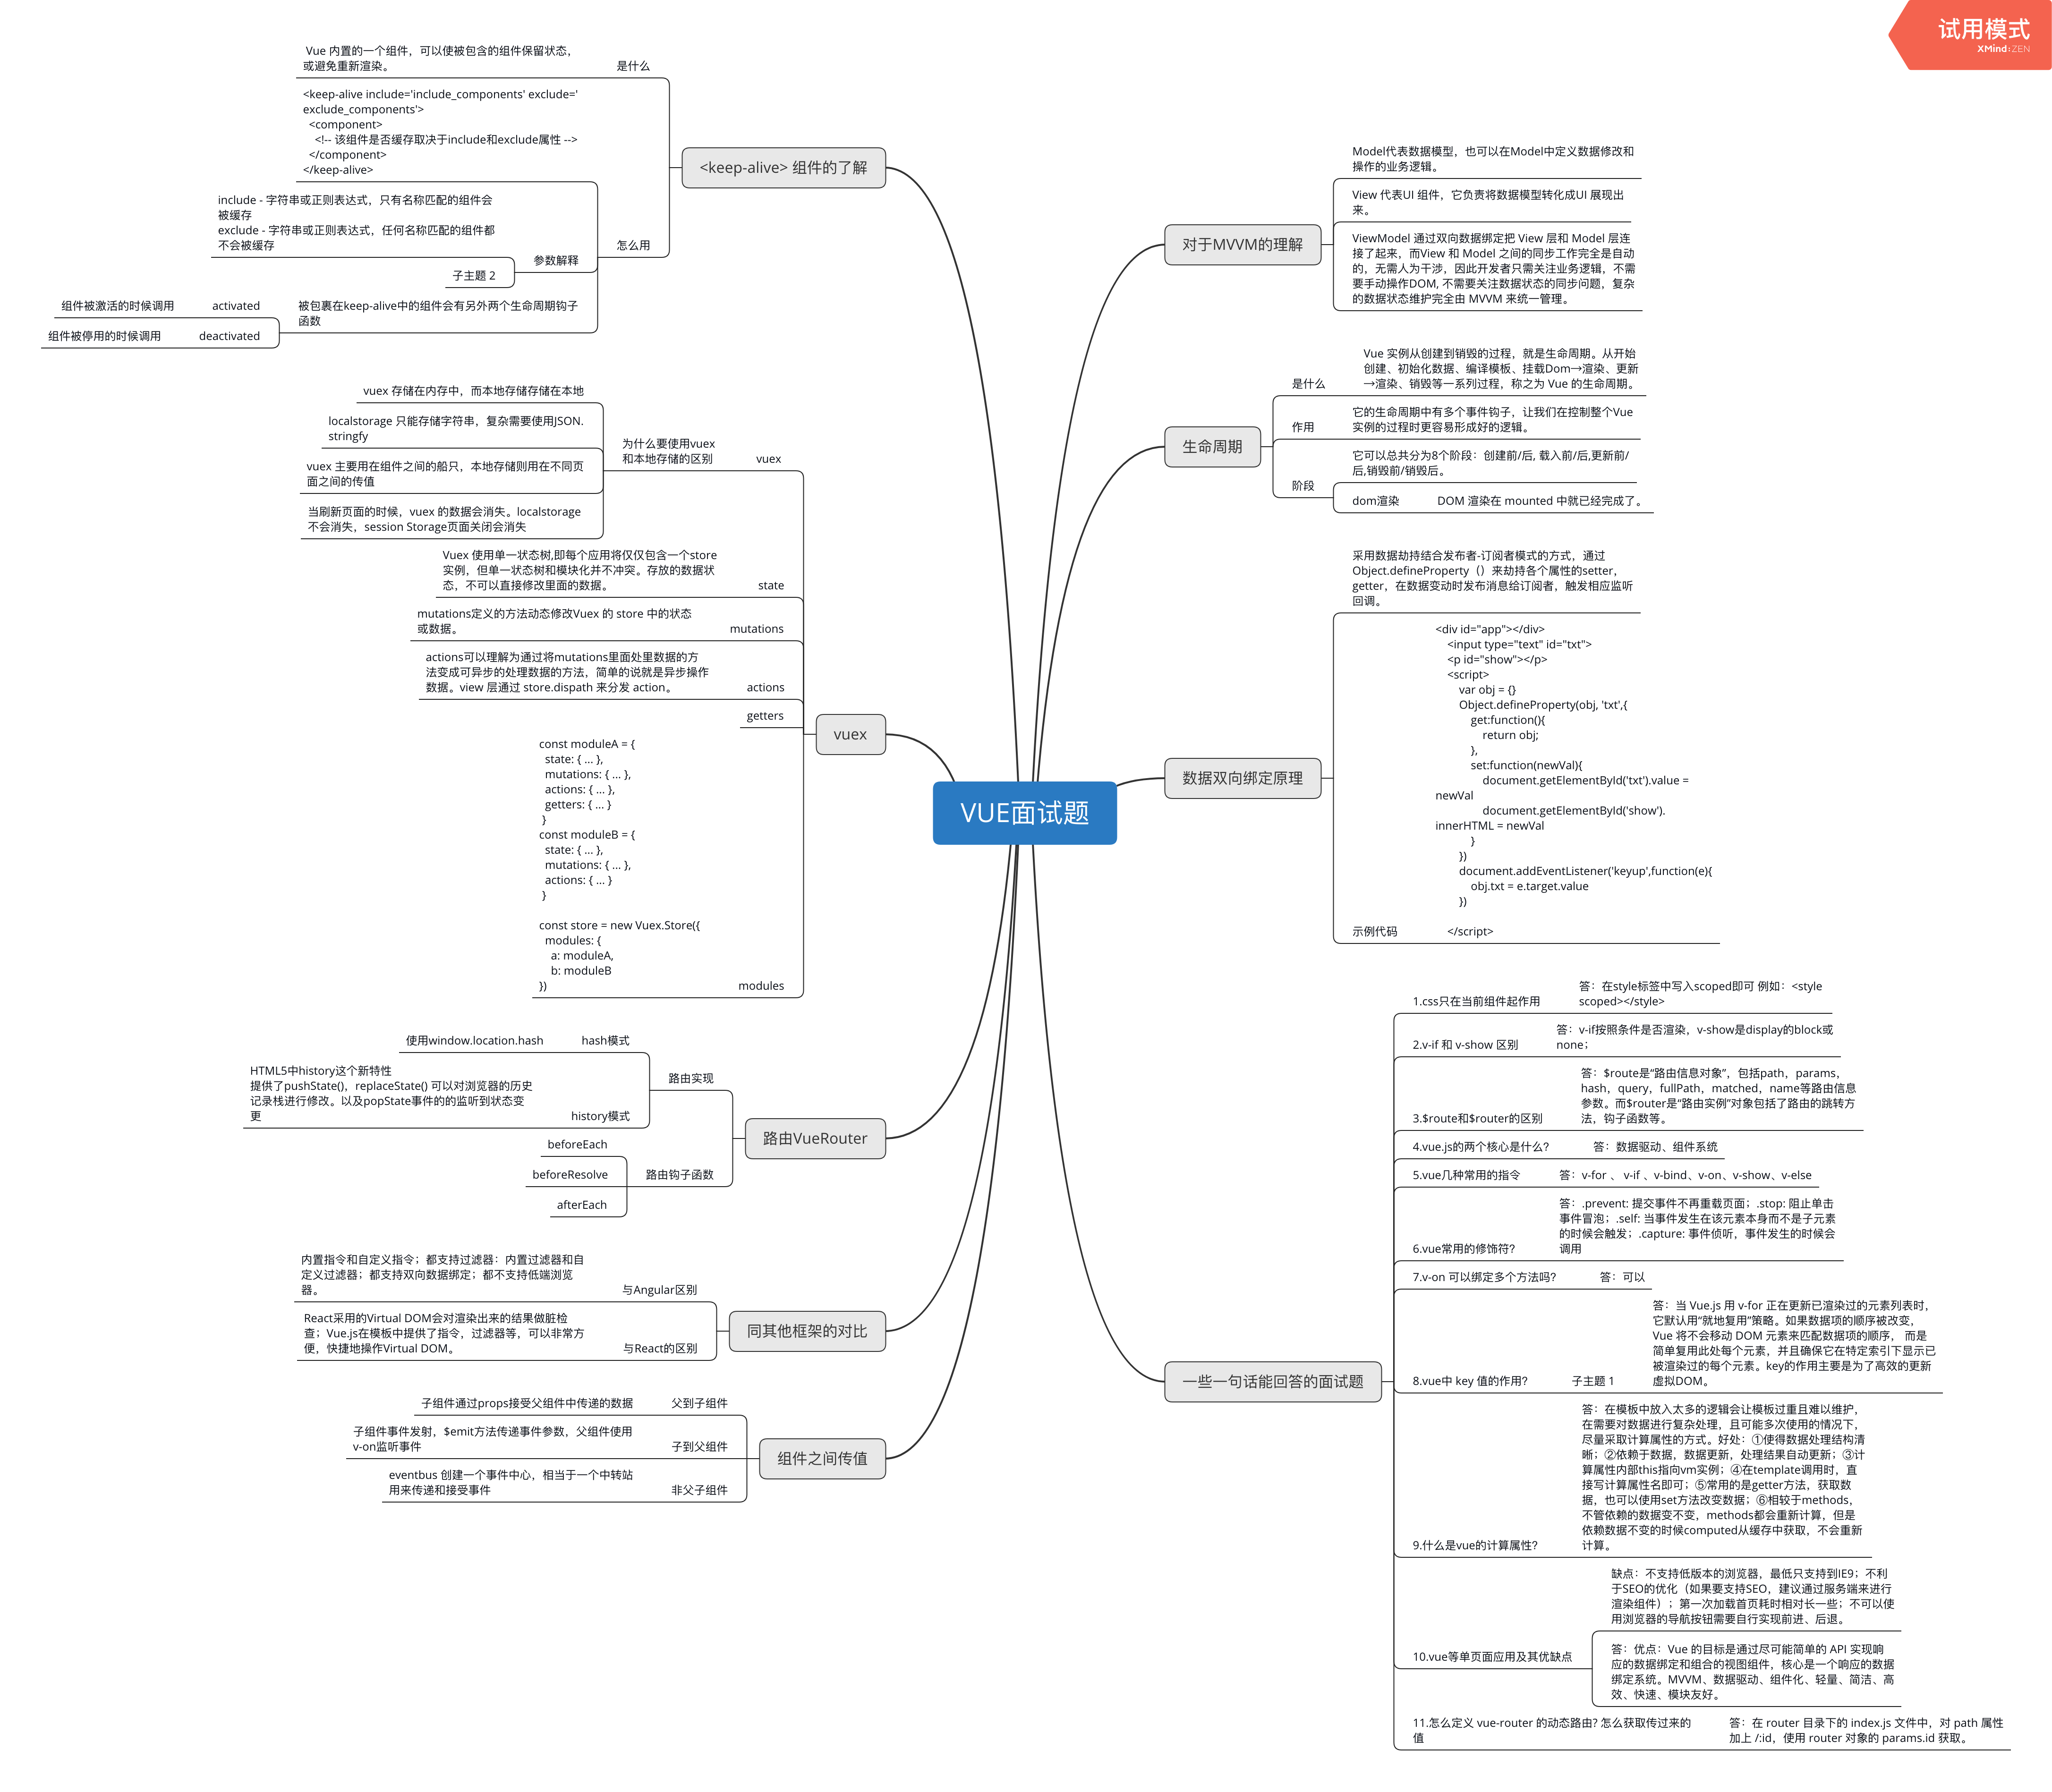 试用模式
XMind:ZEN
VUE面试题
<keep-alive> 组件的了解
是什么
Vue 内置的一个组件，可以使被包含的组件保留状态，
或避免重新渲染。
怎么用
<keep-alive include='include_components' exclude='
exclude_components'>
  <component>
    <!-- 该组件是否缓存取决于include和exclude属性 -->
  </component>
</keep-alive>
参数解释
include - 字符串或正则表达式，只有名称匹配的组件会
被缓存
exclude - 字符串或正则表达式，任何名称匹配的组件都
不会被缓存
子主题 2
被包裹在keep-alive中的组件会有另外两个生命周期钩子
函数
activated
组件被激活的时候调用
deactivated
组件被停用的时候调用
vuex
vuex
为什么要使用vuex
和本地存储的区别
vuex 存储在内存中，而本地存储存储在本地
localstorage 只能存储字符串，复杂需要使用JSON.
stringfy
vuex 主要用在组件之间的船只，本地存储则用在不同页
面之间的传值
当刷新页面的时候，vuex 的数据会消失。localstorage
不会消失，session Storage页面关闭会消失
state
Vuex 使用单一状态树,即每个应用将仅仅包含一个store
实例，但单一状态树和模块化并不冲突。存放的数据状
态，不可以直接修改里面的数据。
mutations
mutations定义的方法动态修改Vuex 的 store 中的状态
或数据。
actions
actions可以理解为通过将mutations里面处里数据的方
法变成可异步的处理数据的方法，简单的说就是异步操作
数据。view 层通过 store.dispath 来分发 action。
getters
modules
const moduleA = {
  state: { ... },
  mutations: { ... },
  actions: { ... },
  getters: { ... }
 }
const moduleB = {
  state: { ... },
  mutations: { ... },
  actions: { ... }
 }
const store = new Vuex.Store({
  modules: {
    a: moduleA,
    b: moduleB
})
路由VueRouter
路由实现
hash模式
使用window.location.hash
history模式
HTML5中history这个新特性
提供了pushState()，replaceState() 可以对浏览器的历史
记录栈进行修改。以及popState事件的的监听到状态变
更
路由钩子函数
beforeEach
beforeResolve
afterEach
同其他框架的对比
与Angular区别
内置指令和自定义指令；都支持过滤器：内置过滤器和自
定义过滤器；都支持双向数据绑定；都不支持低端浏览
器。
与React的区别
React采用的Virtual DOM会对渲染出来的结果做脏检
查；Vue.js在模板中提供了指令，过滤器等，可以非常方
便，快捷地操作Virtual DOM。
组件之间传值
父到子组件
子组件通过props接受父组件中传递的数据
子到父组件
子组件事件发射，$emit方法传递事件参数，父组件使用
v-on监听事件
非父子组件
eventbus 创建一个事件中心，相当于一个中转站
用来传递和接受事件
对于MVVM的理解
Model代表数据模型，也可以在Model中定义数据修改和
操作的业务逻辑。
View 代表UI 组件，它负责将数据模型转化成UI 展现出
来。
ViewModel 通过双向数据绑定把 View 层和 Model 层连
接了起来，而View 和 Model 之间的同步工作完全是自动
的，无需人为干涉，因此开发者只需关注业务逻辑，不需
要手动操作DOM, 不需要关注数据状态的同步问题，复杂
的数据状态维护完全由 MVVM 来统一管理。
生命周期
是什么
Vue 实例从创建到销毁的过程，就是生命周期。从开始
创建、初始化数据、编译模板、挂载Dom→渲染、更新
→渲染、销毁等一系列过程，称之为 Vue 的生命周期。
作用
它的生命周期中有多个事件钩子，让我们在控制整个Vue
实例的过程时更容易形成好的逻辑。
阶段
它可以总共分为8个阶段：创建前/后, 载入前/后,更新前/
后,销毁前/销毁后。
dom渲染
DOM 渲染在 mounted 中就已经完成了。
数据双向绑定原理
采用数据劫持结合发布者-订阅者模式的方式，通过
Object.defineProperty（）来劫持各个属性的setter，
getter，在数据变动时发布消息给订阅者，触发相应监听
回调。
示例代码
<div id="app"></div>
    <input type="text" id="txt">
    <p id="show"></p>
    <script>
        var obj = {}
        Object.defineProperty(obj, 'txt',{
            get:function(){
                return obj;
            },
            set:function(newVal){
                document.getElementById('txt').value =
newVal
                document.getElementById('show').
innerHTML = newVal
            }
        })
        document.addEventListener('keyup',function(e){
            obj.txt = e.target.value
        })
    </script>
一些一句话能回答的面试题
1.css只在当前组件起作用
答：在style标签中写入scoped即可 例如：<style
scoped></style>
2.v-if 和 v-show 区别
答：v-if按照条件是否渲染，v-show是display的block或
none；
3.$route和$router的区别
答：$route是“路由信息对象”，包括path，params，
hash，query，fullPath，matched，name等路由信息
参数。而$router是“路由实例”对象包括了路由的跳转方
法，钩子函数等。
4.vue.js的两个核心是什么？
答：数据驱动、组件系统
5.vue几种常用的指令
答：v-for 、 v-if 、v-bind、v-on、v-show、v-else
6.vue常用的修饰符？
答：.prevent: 提交事件不再重载页面；.stop: 阻止单击
事件冒泡；.self: 当事件发生在该元素本身而不是子元素
的时候会触发；.capture: 事件侦听，事件发生的时候会
调用
7.v-on 可以绑定多个方法吗？
答：可以
8.vue中 key 值的作用？
子主题 1
答：当 Vue.js 用 v-for 正在更新已渲染过的元素列表时，
它默认用“就地复用”策略。如果数据项的顺序被改变，
Vue 将不会移动 DOM 元素来匹配数据项的顺序， 而是
简单复用此处每个元素，并且确保它在特定索引下显示已
被渲染过的每个元素。key的作用主要是为了高效的更新
虚拟DOM。
9.什么是vue的计算属性？
答：在模板中放入太多的逻辑会让模板过重且难以维护，
在需要对数据进行复杂处理，且可能多次使用的情况下，
尽量采取计算属性的方式。好处：①使得数据处理结构清
晰；②依赖于数据，数据更新，处理结果自动更新；③计
算属性内部this指向vm实例；④在template调用时，直
接写计算属性名即可；⑤常用的是getter方法，获取数
据，也可以使用set方法改变数据；⑥相较于methods，
不管依赖的数据变不变，methods都会重新计算，但是
依赖数据不变的时候computed从缓存中获取，不会重新
计算。
10.vue等单页面应用及其优缺点
缺点：不支持低版本的浏览器，最低只支持到IE9；不利
于SEO的优化（如果要支持SEO，建议通过服务端来进行
渲染组件）；第一次加载首页耗时相对长一些；不可以使
用浏览器的导航按钮需要自行实现前进、后退。
答：优点：Vue 的目标是通过尽可能简单的 API 实现响
应的数据绑定和组合的视图组件，核心是一个响应的数据
绑定系统。MVVM、数据驱动、组件化、轻量、简洁、高
效、快速、模块友好。
11.怎么定义 vue-router 的动态路由? 怎么获取传过来的
值
答：在 router 目录下的 index.js 文件中，对 path 属性
加上 /:id，使用 router 对象的 params.id 获取。